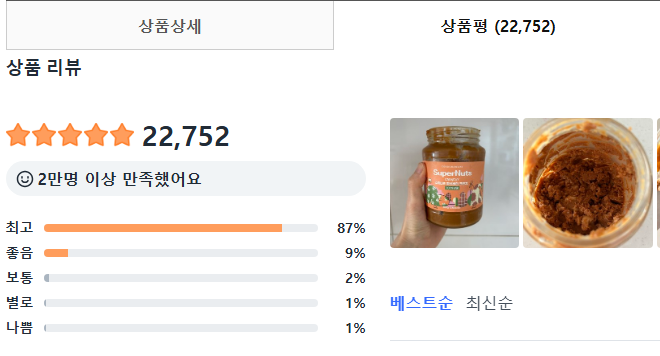 상품상세
상품평 (22,752)
상품 리뷰
22,752
2만명 이상 만족했어요
최고 87%
좋음 9%
보통 2%
별로 1%
나쁨 1%
SuperNuts
베스트순 최신순